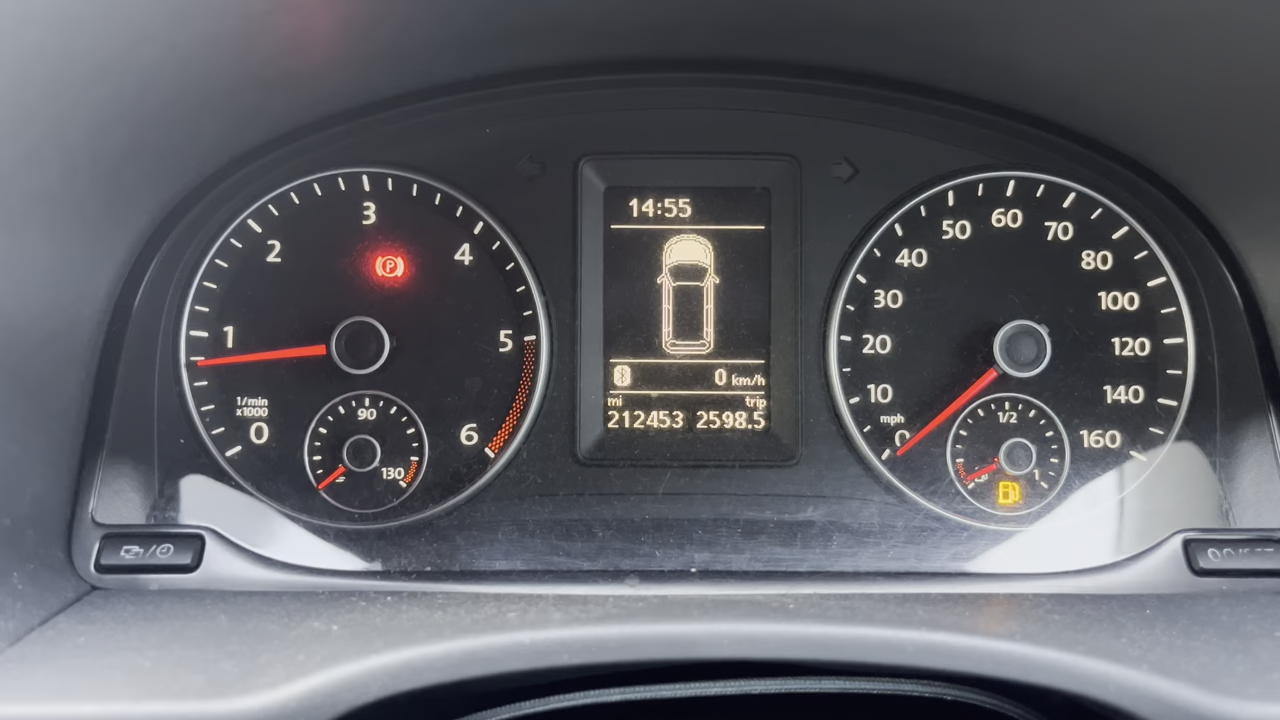 14:55
0 km/h
mi trip
212453 2598.5
1/min
x1000
0 1 2 3 4 5 6
90
130
mph
0 10 20 30 40 50 60 70 80 100 120 140 160
1/2
1
P